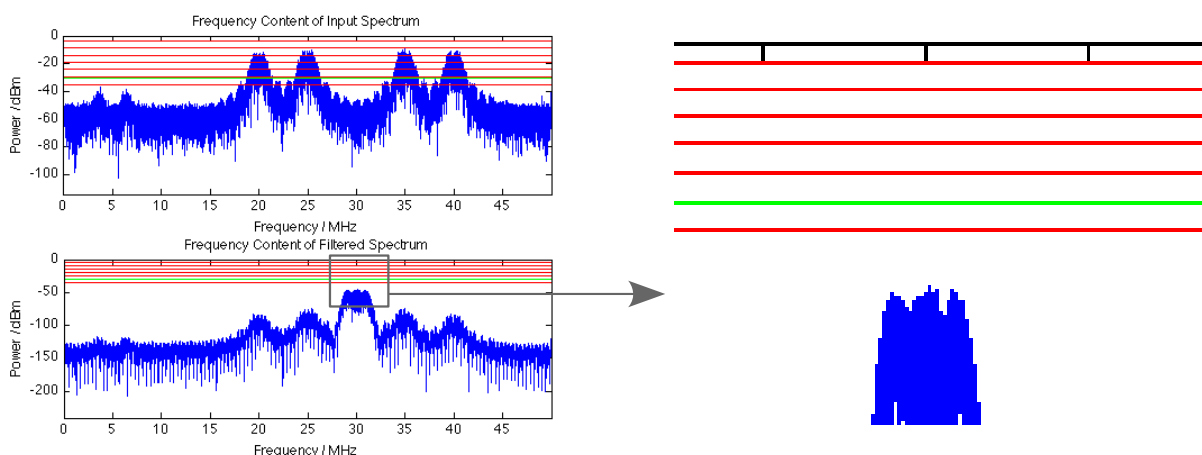 Frequency Content of Input Spectrum
0
-20
-40
-60
-80
-100
Power /dBm
0 5 10 15 20 25 30 35 40 45
Frequency / MHz
Frequency Content of Filtered Spectrum
0
-50
-100
-150
-200
Power /dBm
0 5 10 15 20 25 30 35 40 45
Frequency / MHz